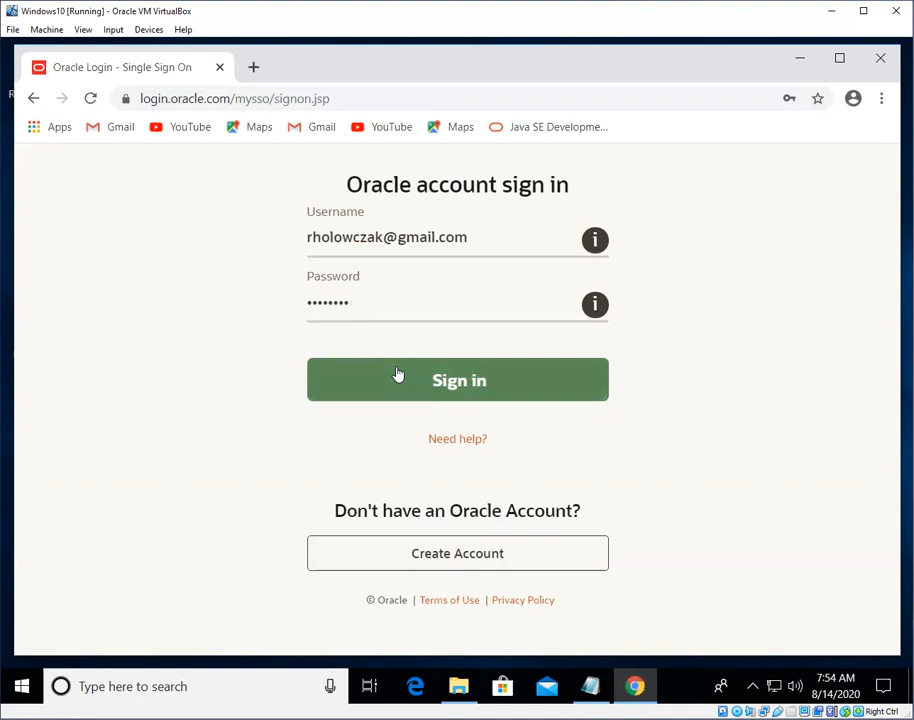 Windows10 [Running] - Oracle VM VirtualBox
File Machine View Input Devices Help
Oracle Login - Single Sign On
login.oracle.com/mysso/signon.jsp
Apps Gmail YouTube Maps Gmail YouTube Maps Java SE Developme...
Oracle account sign in
Username
rholowczak@gmail.com
Password
••••••••
Sign in
Need help?
Don't have an Oracle Account?
Create Account
© Oracle | Terms of Use | Privacy Policy
Type here to search
7:54 AM
8/14/2020
Right Ctrl